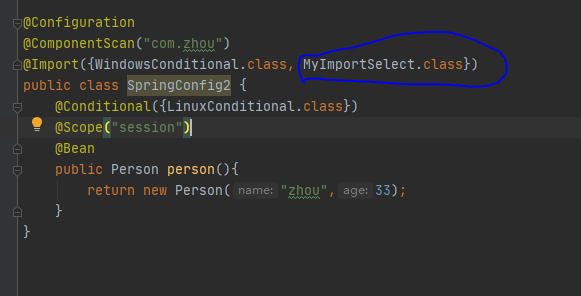 @Configuration
@ComponentScan("com.zhou")
@Import({WindowsConditional.class, MyImportSelect.class})
public class SpringConfig2 {
@Conditional({LinuxConditional.class})
@Scope("session")
@Bean
public Person person(){
return new Person( name: "zhou", age: 33);
}
}